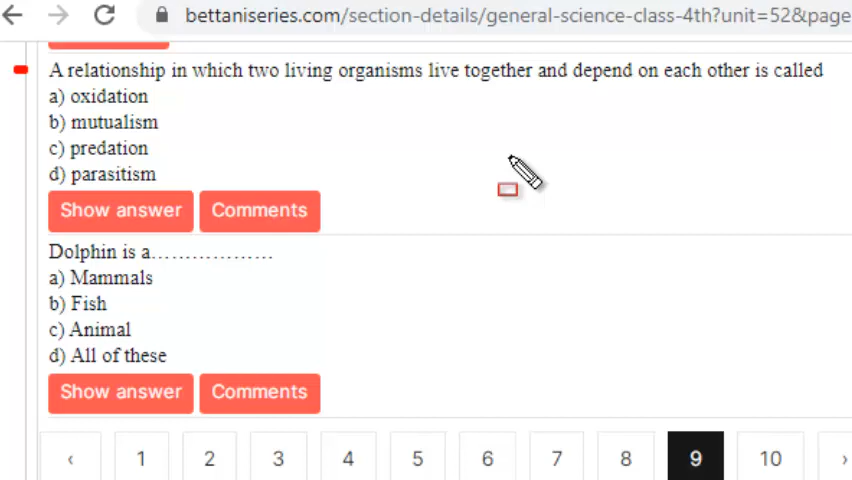 bettaniseries.com/section-details/general-science-class-4th?unit=52&page
A relationship in which two living organisms live together and depend on each other is called
a) oxidation
b) mutualism
c) predation
d) parasitism
Show answer Comments
Dolphin is a………………
a) Mammals
b) Fish
c) Animal
d) All of these
Show answer Comments
‹ 1 2 3 4 5 6 7 8 9 10 ›